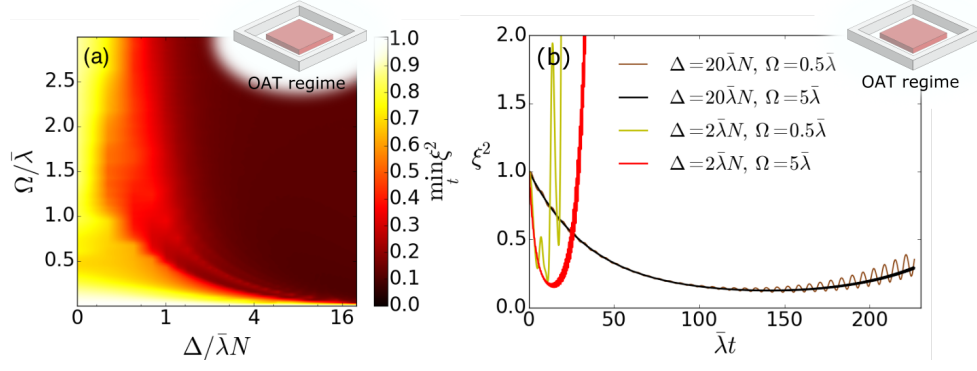 (a)
OAT regime
2.5
2.0
1.5
1.0
0.5
Ω/λ̄
0 1 4 16
Δ/λ̄N
1.0
0.9
0.8
0.7
0.6
0.5
0.4
0.3
0.2
0.1
0.0
min ξ²
t
(b)
OAT regime
Δ=20λ̄N, Ω=0.5λ̄
Δ=20λ̄N, Ω=5λ̄
Δ=2λ̄N, Ω=0.5λ̄
Δ=2λ̄N, Ω=5λ̄
2.0
1.5
1.0
0.5
0.0
ξ²
0 50 100 150 200
λ̄t